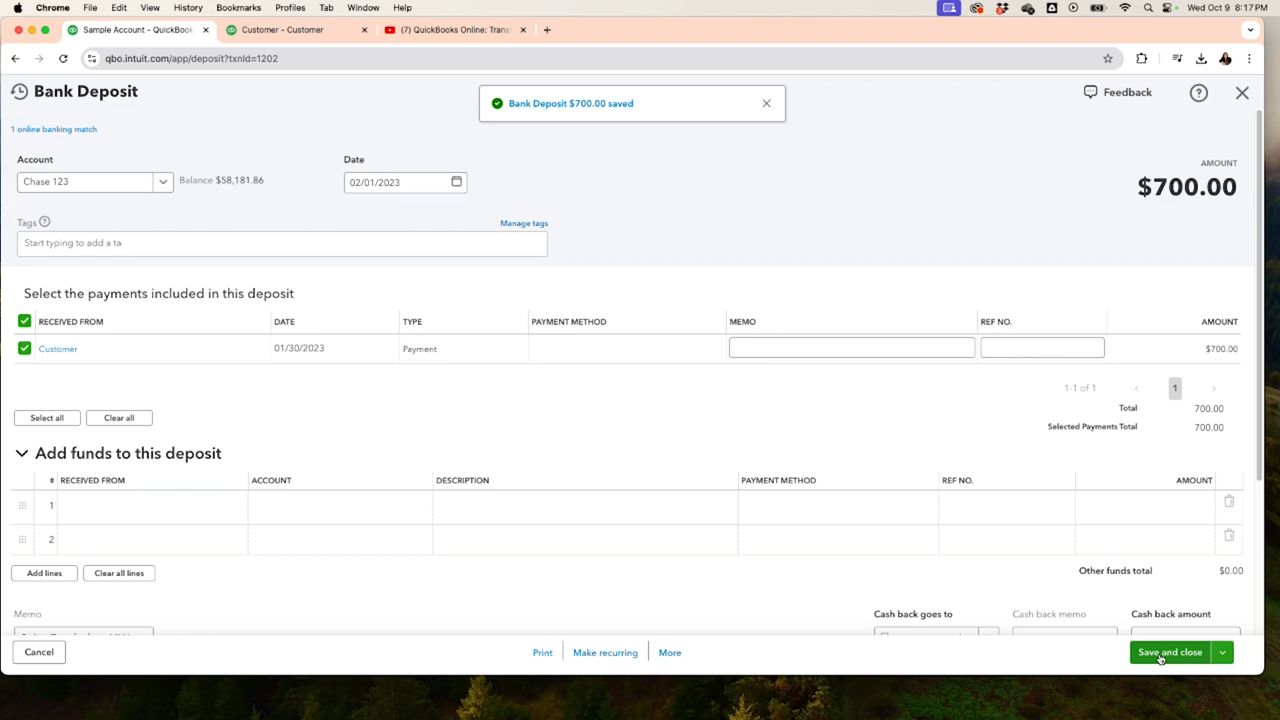 Chrome File Edit View History Bookmarks Profiles Tab Window Help Wed Oct 9 8:17 PM
Sample Account - QuickBook Customer - Customer (7) QuickBooks Online: Trans
qbo.intuit.com/app/deposit?txnId=1202
Bank Deposit
Bank Deposit $700.00 saved
Feedback
1 online banking match
Account
Date
AMOUNT
Chase 123
Balance $58,181.86
02/01/2023
$700.00
Tags
Manage tags
Start typing to add a ta
Select the payments included in this deposit
RECEIVED FROM DATE TYPE PAYMENT METHOD MEMO REF NO. AMOUNT
Customer 01/30/2023 Payment $700.00
1-1 of 1 < 1 >
Total 700.00
Select all Clear all
Selected Payments Total 700.00
Add funds to this deposit
# RECEIVED FROM ACCOUNT DESCRIPTION PAYMENT METHOD REF NO. AMOUNT
1
2
Add lines Clear all lines Other funds total $0.00
Memo Cash back goes to Cash back memo Cash back amount
Cancel Print Make recurring More Save and close